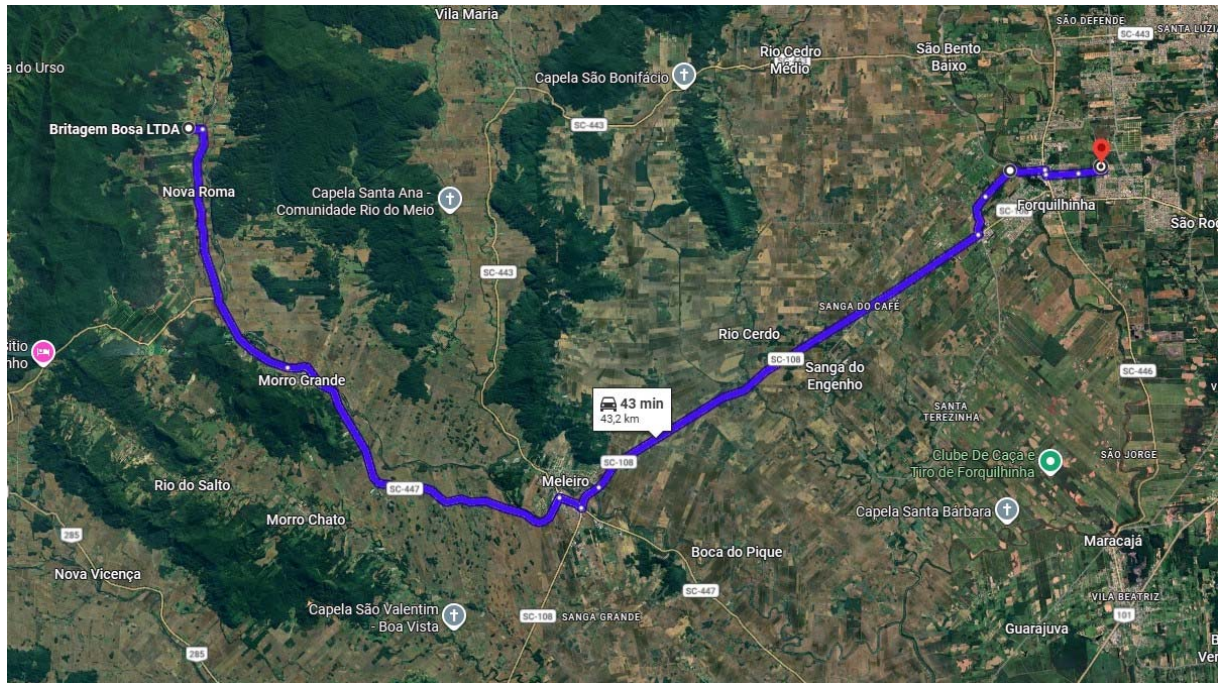 Vila Maria
SÃO DEFENDE
SANTA LUZI
SC-443
São Bento
Baixo
Rio Cedro
Médio
Capela São Bonifácio
a do Urso
SC-443
Britagem Bosa LTDA
Nova Roma
Capela Santa Ana -
Comunidade Rio do Meio
Forquilhinha
São Roq
SC-443
SANGA DO CAFÉ
Rio Cerdo
SC-108
Sanga do
Engenho
SC-446
Sítio
nho
Morro Grande
43 min
43,2 km
SANTA
TEREZINHA
Clube De Caça e
Tiro de Forquilhinha
SÃO JORGE
SC-108
Meleiro
Rio do Salto
SC-447
Morro Chato
Capela Santa Barbara
Maracajá
285
Boca do Pique
Nova Vicença
SC-447
VILA BEATRIZ
Capela São Valentim
- Boa Vista
SC-108
SANGA GRANDE
101
Guarajuva
285
Ver